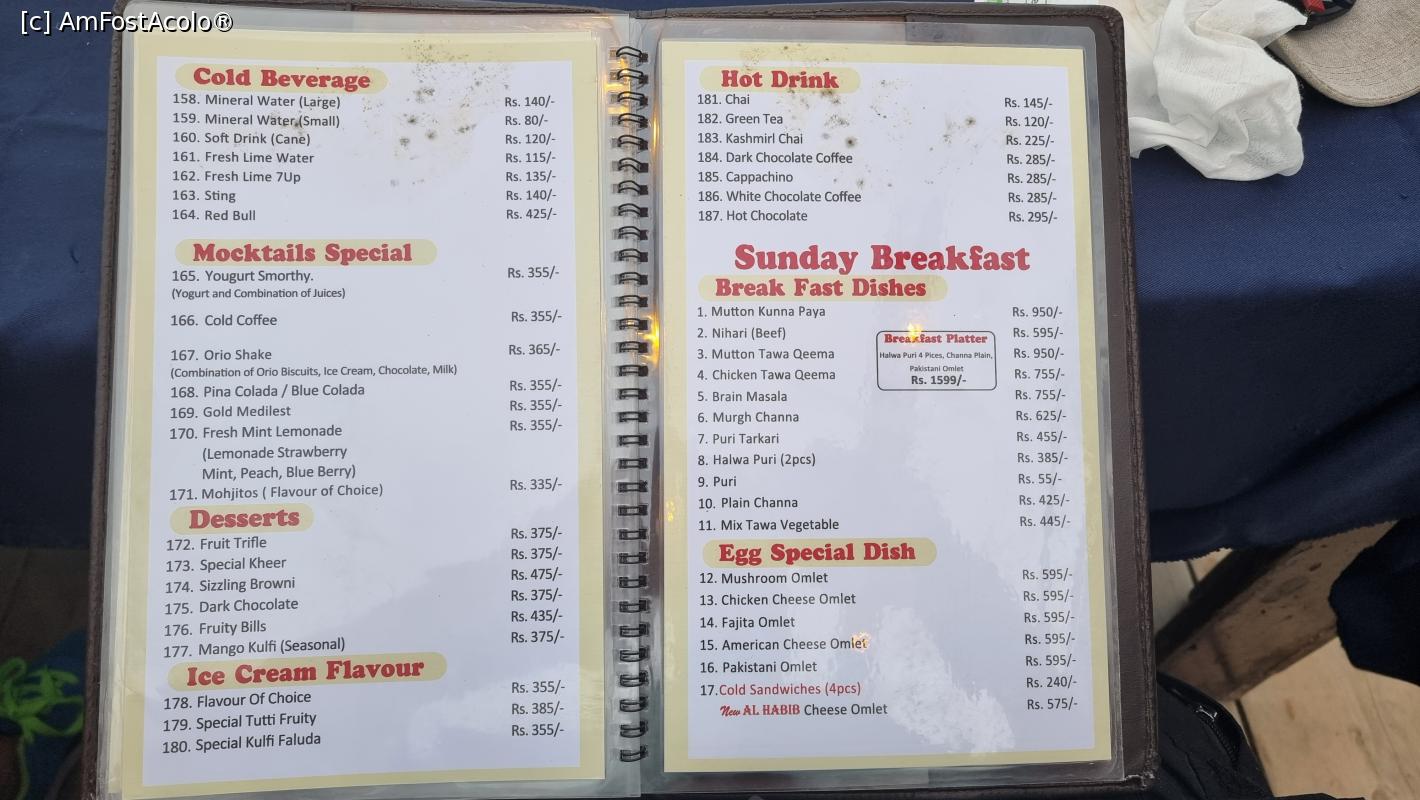 [c] AmFostAcolo®
Cold Beverage
158. Mineral Water (Large) Rs. 140/-
159. Mineral Water (Small) Rs. 80/-
160. Soft Drink (Cane) Rs. 120/-
161. Fresh Lime Water Rs. 115/-
162. Fresh Lime 7Up Rs. 135/-
163. Sting Rs. 140/-
164. Red Bull Rs. 425/-
Mocktails Special
165. Yougurt Smorthy. Rs. 355/-
(Yogurt and Combination of Juices)
166. Cold Coffee Rs. 355/-
167. Orio Shake Rs. 365/-
(Combination of Orio Biscuits, Ice Cream, Chocolate, Milk)
168. Pina Colada / Blue Colada Rs. 355/-
169. Gold Medilest Rs. 355/-
170. Fresh Mint Lemonade Rs. 355/-
(Lemonade Strawberry
Mint, Peach, Blue Berry)
171. Mohjitos ( Flavour of Choice) Rs. 335/-
Desserts
172. Fruit Trifle Rs. 375/-
173. Special Kheer Rs. 375/-
174. Sizzling Browni Rs. 475/-
175. Dark Chocolate Rs. 375/-
176. Fruity Bills Rs. 435/-
177. Mango Kulfi (Seasonal) Rs. 375/-
Ice Cream Flavour
178. Flavour Of Choice Rs. 355/-
179. Special Tutti Fruity Rs. 385/-
180. Special Kulfi Faluda Rs. 355/-
Hot Drink
181. Chai Rs. 145/-
182. Green Tea Rs. 120/-
183. Kashmirl Chai Rs. 225/-
184. Dark Chocolate Coffee Rs. 285/-
185. Cappachino Rs. 285/-
186. White Chocolate Coffee Rs. 285/-
187. Hot Chocolate Rs. 295/-
Sunday Breakfast
Break Fast Dishes
1. Mutton Kunna Paya Rs. 950/-
2. Nihari (Beef) Rs. 595/-
3. Mutton Tawa Qeema Rs. 950/-
4. Chicken Tawa Qeema Rs. 755/-
5. Brain Masala Rs. 755/-
6. Murgh Channa Rs. 625/-
7. Puri Tarkari Rs. 455/-
8. Halwa Puri (2pcs) Rs. 385/-
9. Puri Rs. 55/-
10. Plain Channa Rs. 425/-
11. Mix Tawa Vegetable Rs. 445/-
Breakfast Platter
Halwa Puri 4 Pices, Channa Plain,
Pakistani Omlet
Rs. 1599/-
Egg Special Dish
12. Mushroom Omlet Rs. 595/-
13. Chicken Cheese Omlet Rs. 595/-
14. Fajita Omlet Rs. 595/-
15. American Cheese Omlet Rs. 595/-
16. Pakistani Omlet Rs. 595/-
17.Cold Sandwiches (4pcs) Rs. 240/-
New AL HABIB Cheese Omlet Rs. 575/-